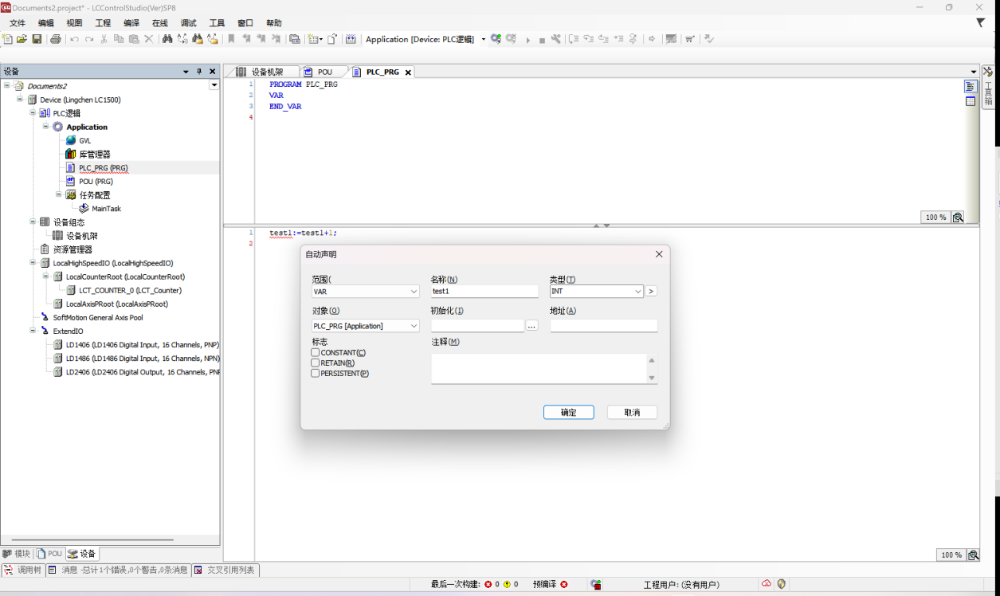 Documents2.project* - LCControlStudio(Ver)SP8
文件 编辑 视图 工程 编译 在线 调试 工具 窗口 帮助
Application [Device: PLC逻辑]
设备
Documents2
Device (Lingchen LC1500)
PLC逻辑
Application
GVL
库管理器
PLC_PRG (PRG)
POU (PRG)
任务配置
MainTask
设备组态
设备机架
资源管理器
LocalHighSpeedIO (LocalHighSpeedIO)
LocalCounterRoot (LocalCounterRoot)
LCT_COUNTER_0 (LCT_Counter)
LocalAxisPRoot (LocalAxisPRoot)
SoftMotion General Axis Pool
ExtendIO
LD1406 (LD1406 Digital Input, 16 Channels, PNP)
LD1486 (LD1486 Digital Input, 16 Channels, NPN)
LD2406 (LD2406 Digital Output, 16 Channels, PNP
模块 POU 设备
设备机架 POU PLC_PRG
1 PROGRAM PLC_PRG
2 VAR
3 END_VAR
4
100 %
工具箱
1 test1:=test1+1;
2
自动声明
范围( 名称(N) 类型(T)
VAR test1 INT >
对象(O) 初始化(I) 地址(A)
PLC_PRG [Application] ...
标志 注释(M)
CONSTANT(C)
RETAIN(R)
PERSISTENT(P)
确定 取消
100 %
调用树 消息 -总计1个错误,0个警告,0条消息 交叉引用列表
最后一次构建: 0 0 预编译 工程用户: (没有用户)